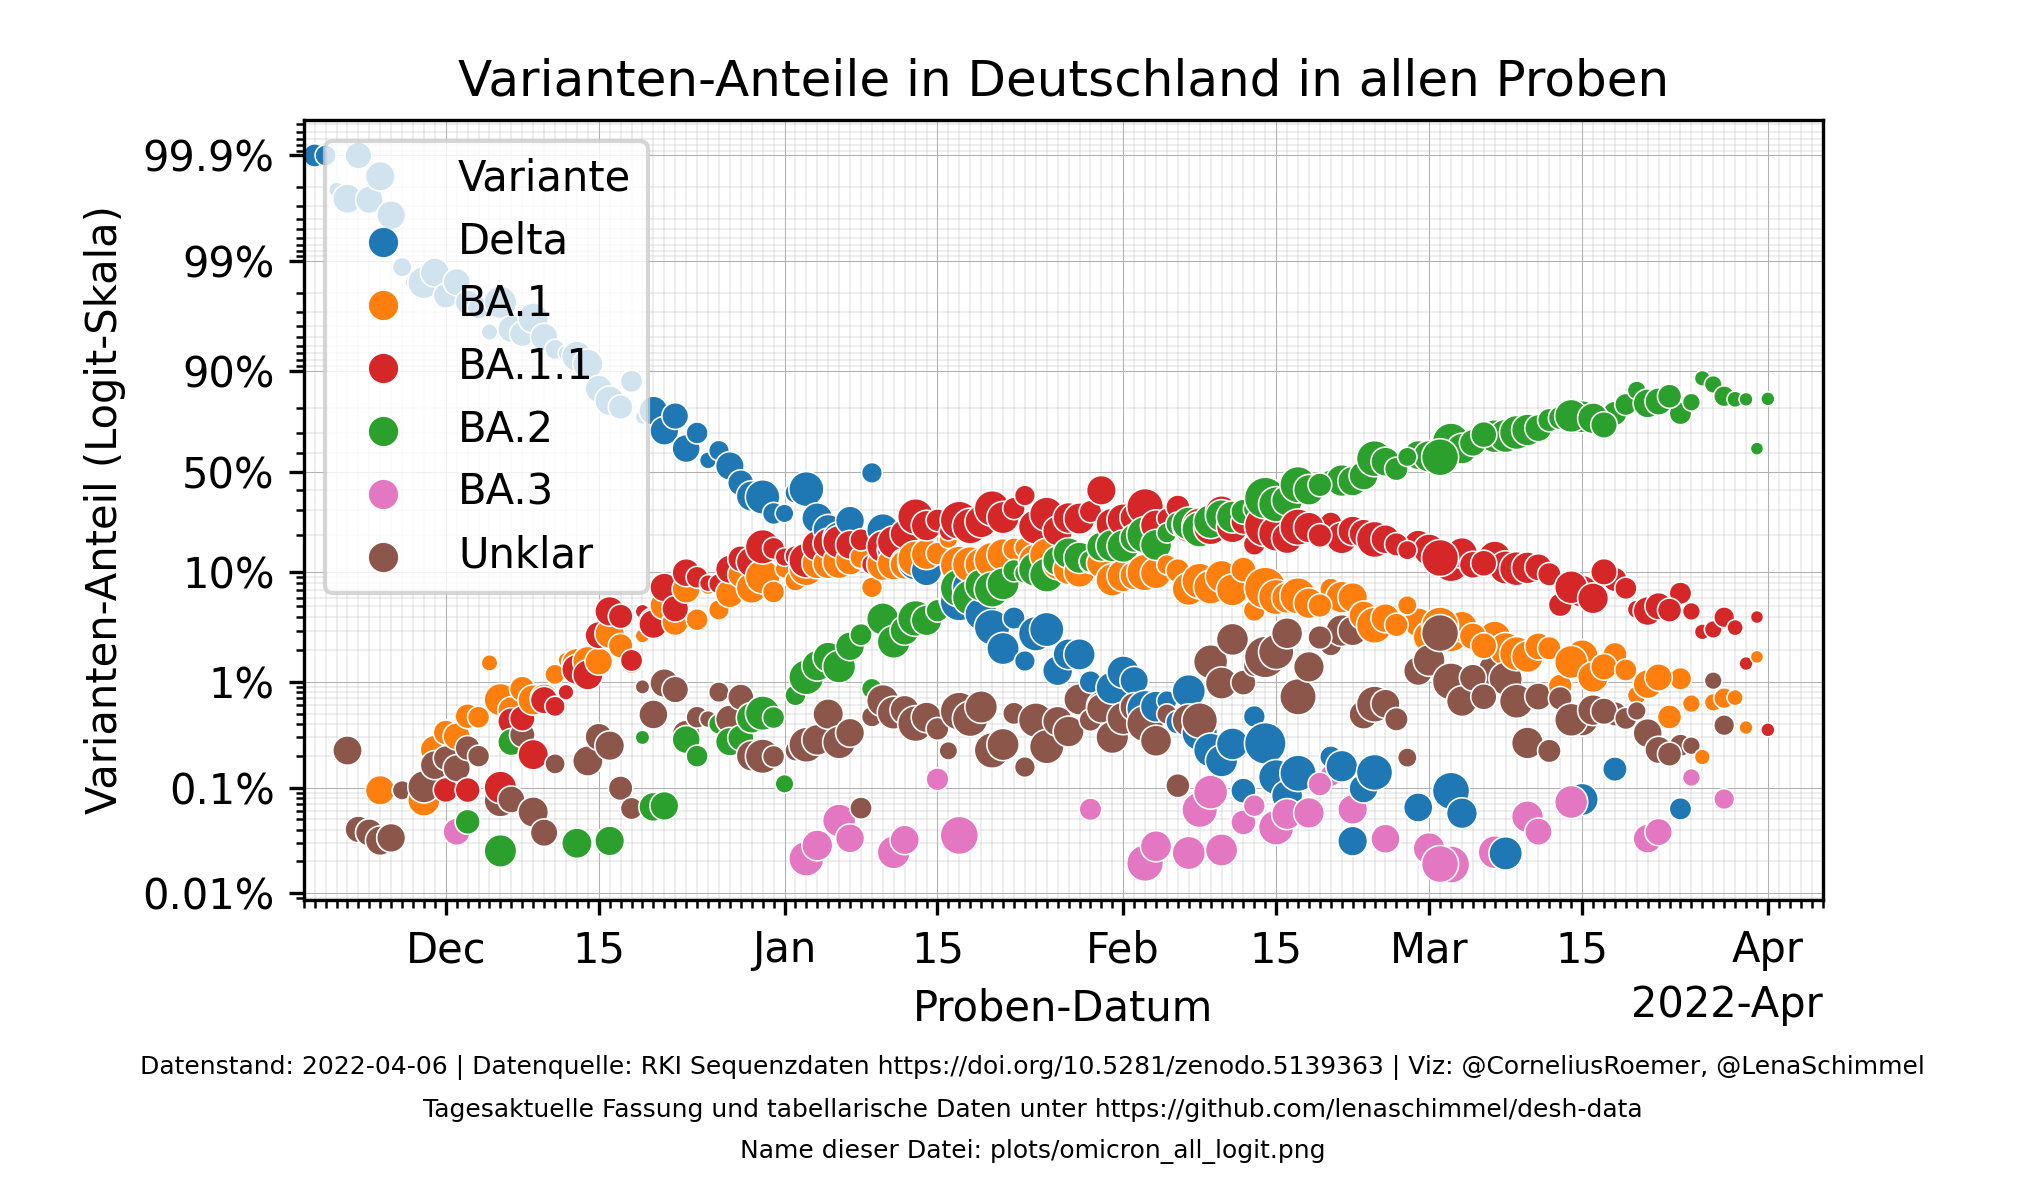 Varianten-Anteile in Deutschland in allen Proben
Varianten-Anteil (Logit-Skala)
99.9%
99%
90%
50%
10%
1%
0.1%
0.01%
Variante
Delta
BA.1
BA.1.1
BA.2
BA.3
Unklar
Dec 15 Jan 15 Feb 15 Mar 15 Apr
Proben-Datum
2022-Apr
Datenstand: 2022-04-06 | Datenquelle: RKI Sequenzdaten https://doi.org/10.5281/zenodo.5139363 | Viz: @CorneliusRoemer, @LenaSchimmel
Tagesaktuelle Fassung und tabellarische Daten unter https://github.com/lenaschimmel/desh-data
Name dieser Datei: plots/omicron_all_logit.png